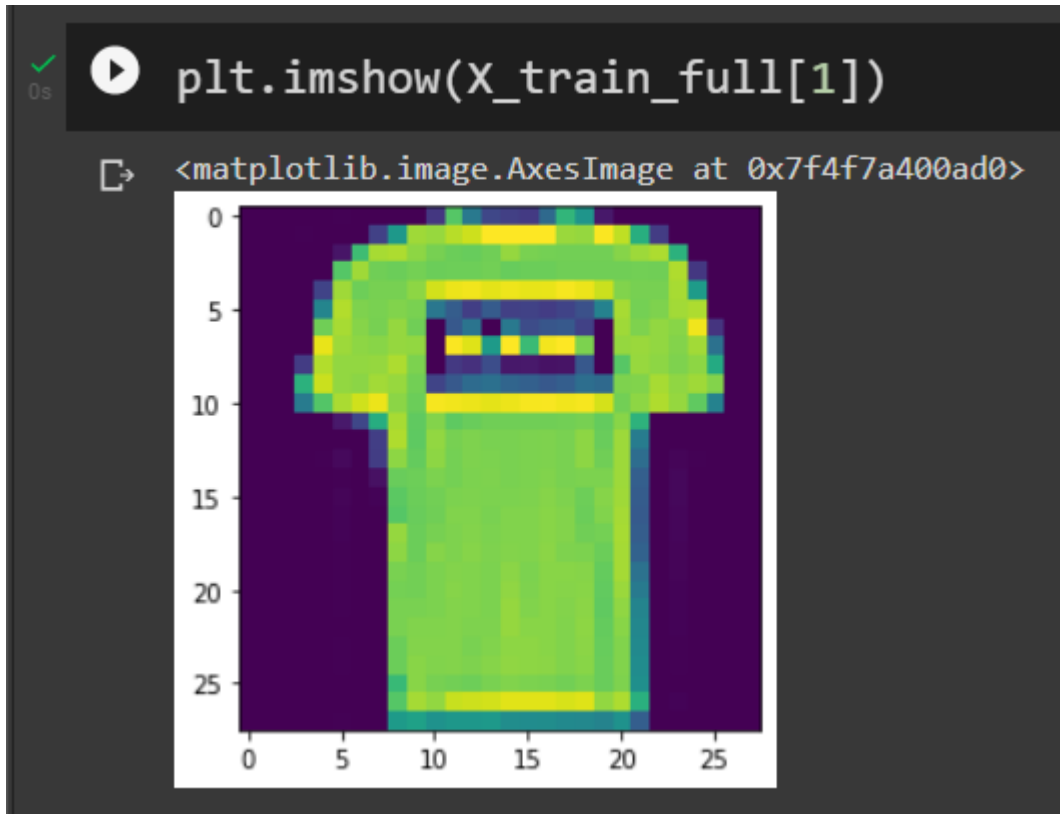 plt.imshow(X_train_full[1])
0s
<matplotlib.image.AxesImage at 0x7f4f7a400ad0>
0
5
10
15
20
25
0 5 10 15 20 25